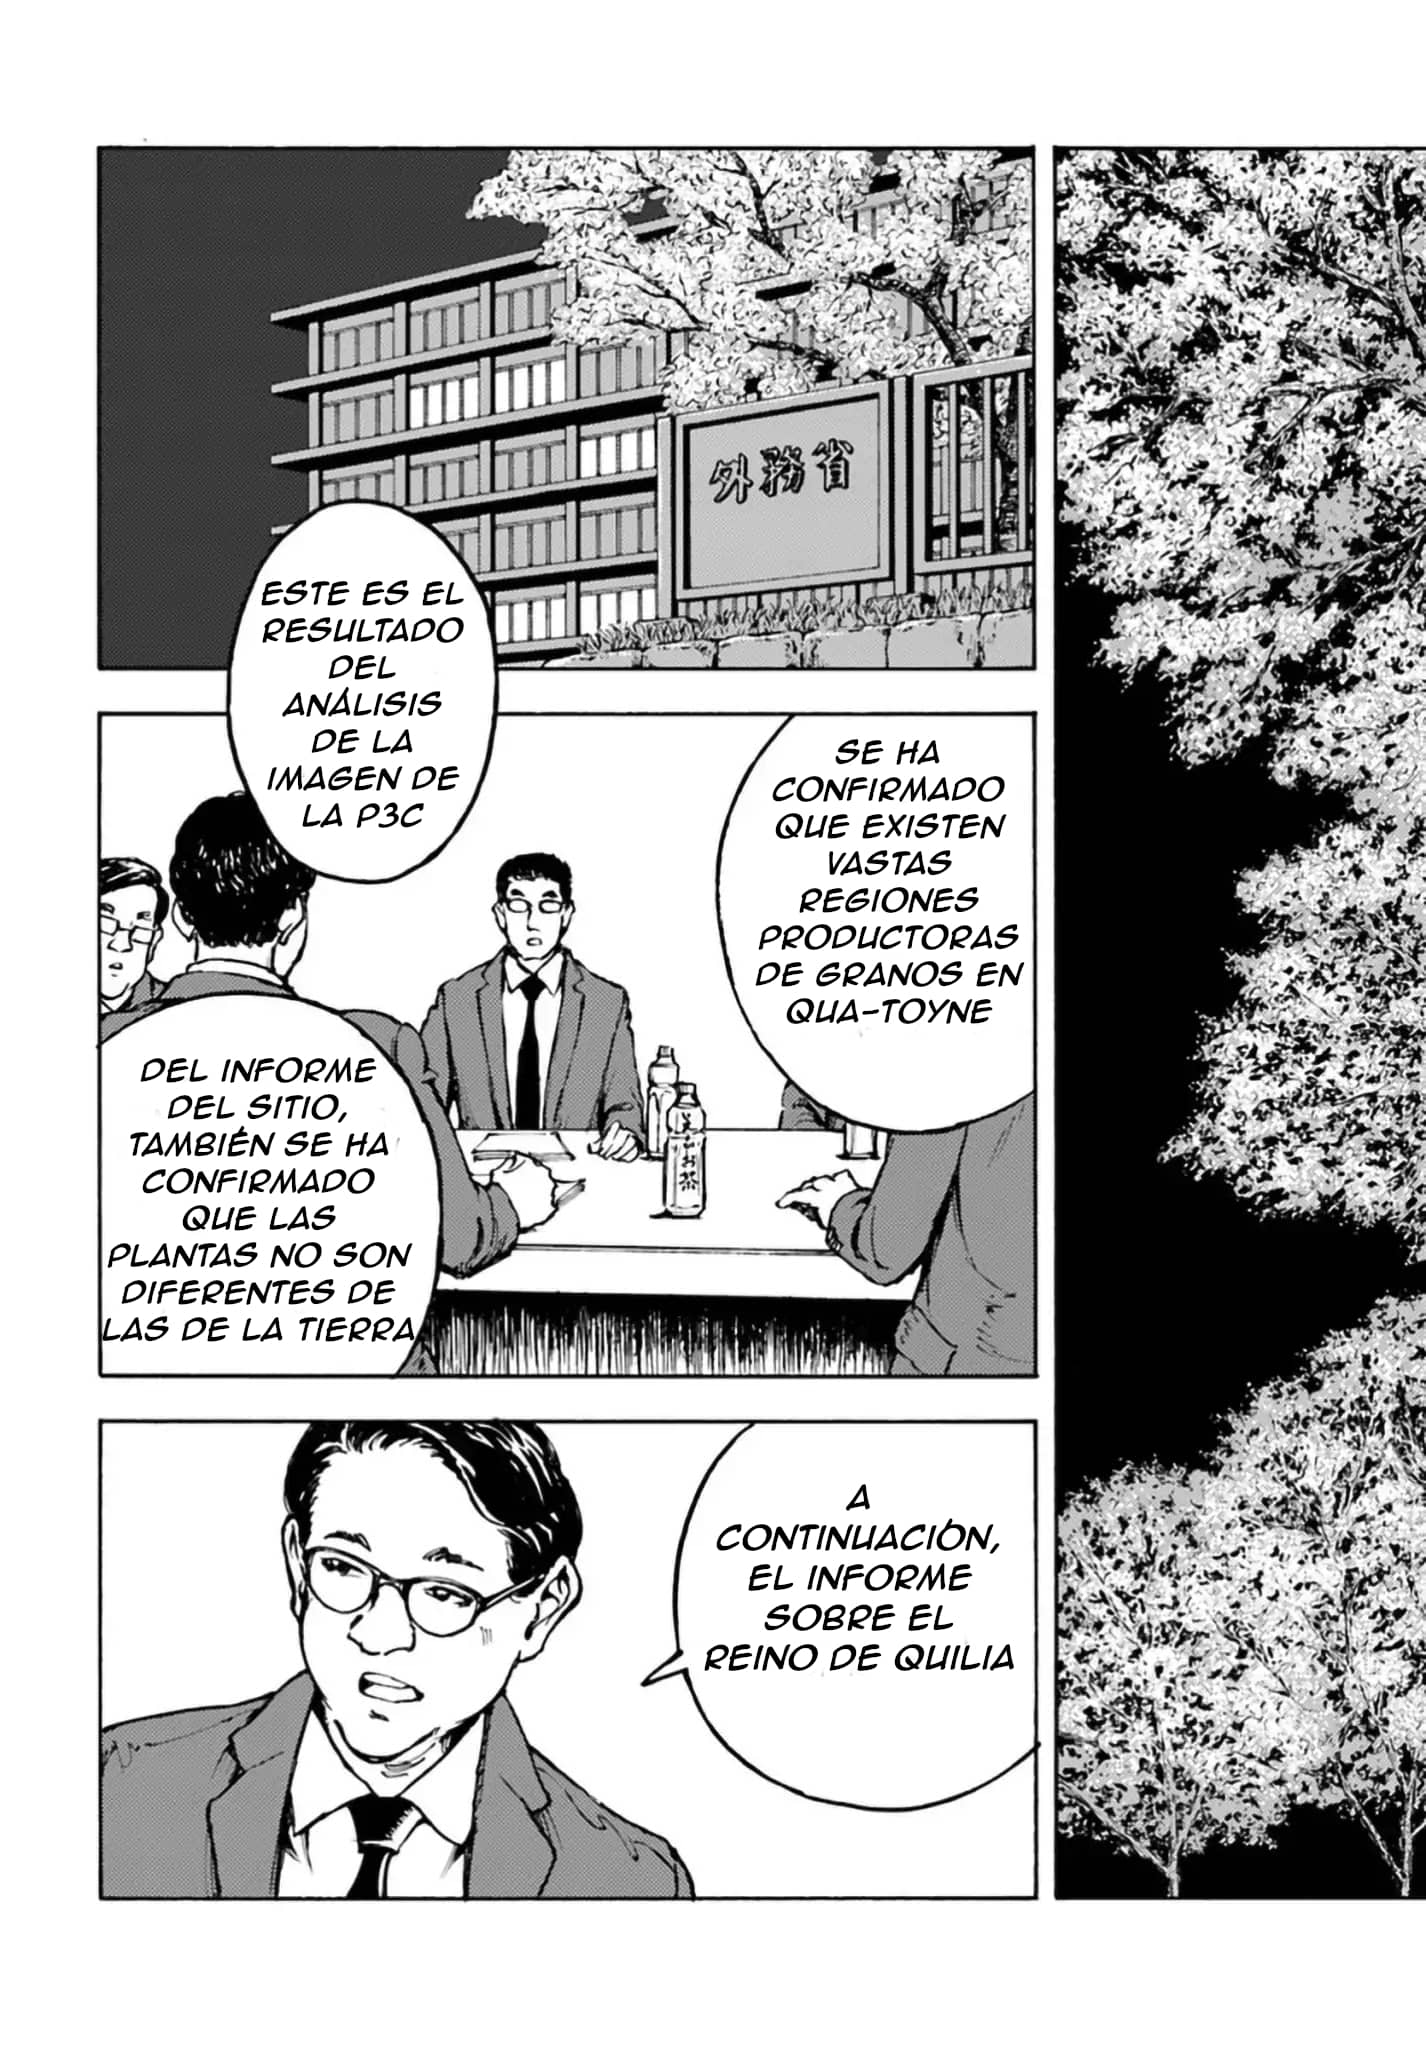 外務省
ESTE ES EL
RESULTADO
DEL
ANÁLISIS
DE LA
IMAGEN DE
LA P3C
SE HA
CONFIRMADO
QUE EXISTEN
VASTAS
REGIONES
PRODUCTORAS
DE GRANOS EN
QUA-TOYNE
DEL INFORME
DEL SITIO,
TAMBIÉN SE HA
CONFIRMADO
QUE LAS
PLANTAS NO SON
DIFERENTES DE
LAS DE LA TIERRA
お茶
A
CONTINUACIÓN,
EL INFORME
SOBRE EL
REINO DE QUILIA